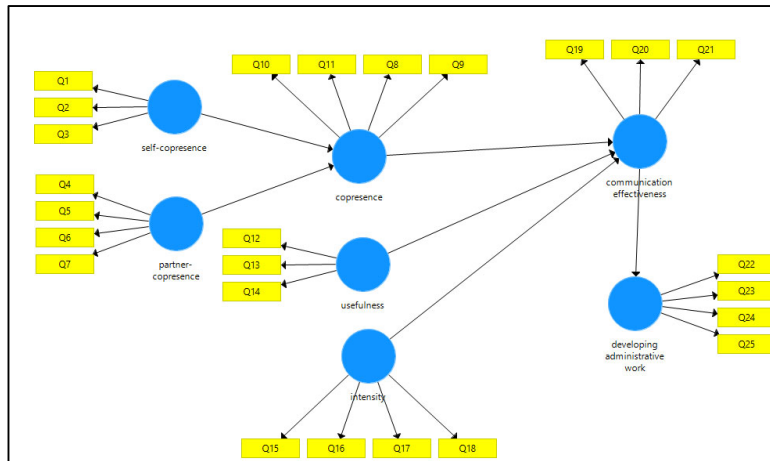 Q19
Q20
Q21
Q10
Q11
Q8
Q9
Q1
Q2
Q3
self-copresence
copresence
communication
effectiveness
Q4
Q5
Q6
Q7
partner-
copresence
Q12
Q13
Q14
usefulness
Q22
Q23
Q24
Q25
developing
administrative
work
intensity
Q15
Q16
Q17
Q18